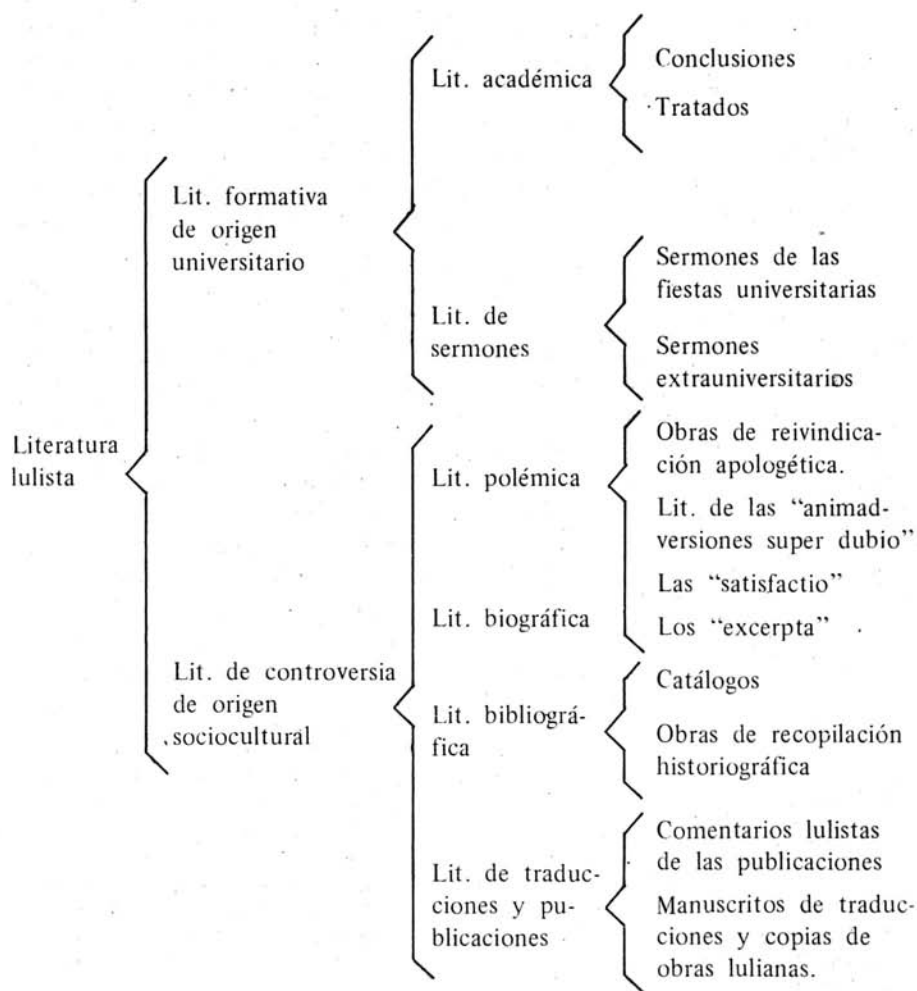 Literatura
lulista
Lit. formativa
de origen
universitario
Lit. académica
Conclusiones
Tratados
Lit. de
sermones
Sermones de las
fiestas universitarias
Sermones
extrauniversitarios
Lit. de controversia
de origen
sociocultural
Lit. polémica
Obras de reivindica-
ción apologética.
Lit. de las “animad-
versiones super dubio”
Las “satisfactio”
Los “excerpta”
Lit. biográfica
Lit. bibliográ-
fica
Catálogos
Obras de recopilación
historiográfica
Lit. de traduc-
ciones y pu-
blicaciones
Comentarios lulistas
de las publicaciones
Manuscritos de traduc-
ciones y copias de
obras lulianas.